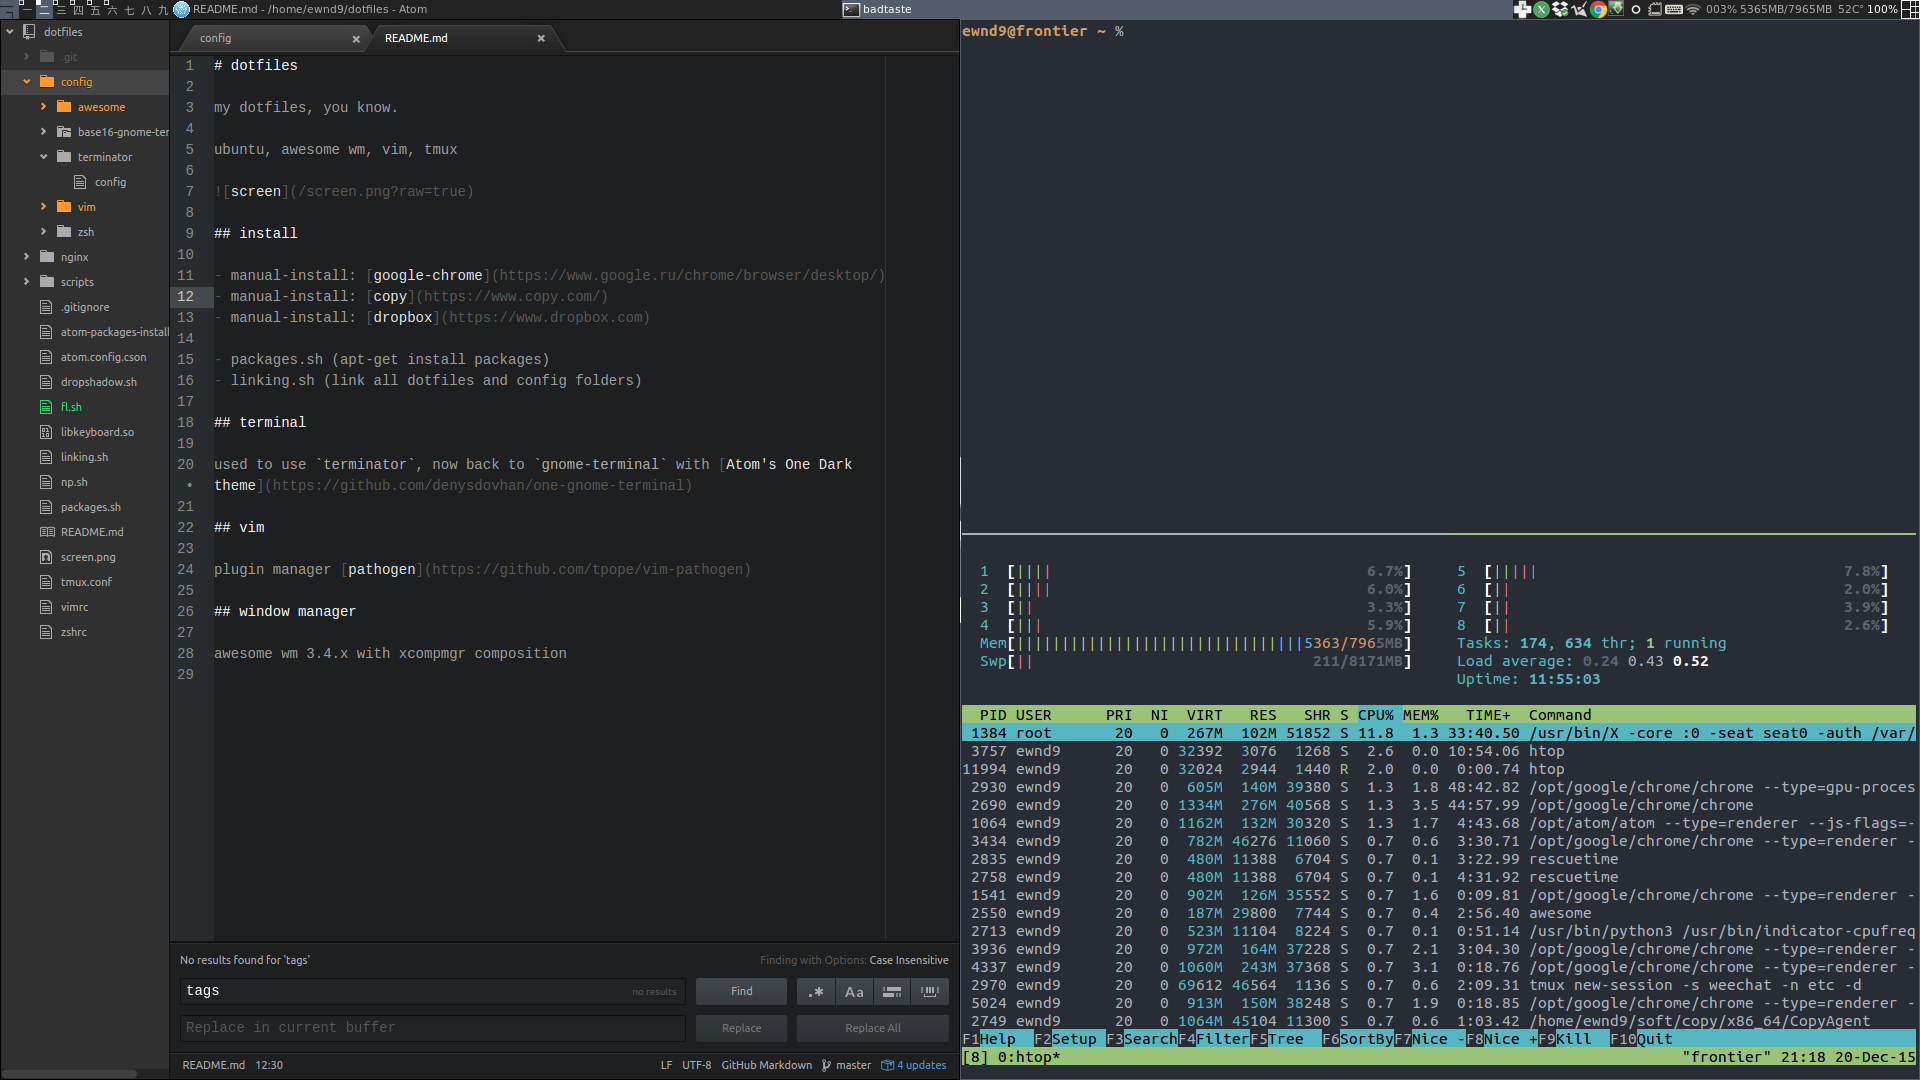 一 二 三 四 五 六 七 八 九 README.md - /home/ewnd9/dotfiles - Atom
badtaste
003% 5365MB/7965MB 52C° 100%
dotfiles
.git
config
awesome
base16-gnome-ter
terminator
config
vim
zsh
nginx
scripts
.gitignore
atom-packages-install
atom.config.cson
dropshadow.sh
fl.sh
libkeyboard.so
linking.sh
np.sh
packages.sh
README.md
screen.png
tmux.conf
vimrc
zshrc
config
README.md
1 # dotfiles
2
3 my dotfiles, you know.
4
5 ubuntu, awesome wm, vim, tmux
6
7 ![screen](/screen.png?raw=true)
8
9 ## install
10
11 - manual-install: [google-chrome](https://www.google.ru/chrome/browser/desktop/)
12 - manual-install: [copy](https://www.copy.com/)
13 - manual-install: [dropbox](https://www.dropbox.com)
14
15 - packages.sh (apt-get install packages)
16 - linking.sh (link all dotfiles and config folders)
17
18 ## terminal
19
20 used to use `terminator`, now back to `gnome-terminal` with [Atom's One Dark
• theme](https://github.com/denysdovhan/one-gnome-terminal)
21
22 ## vim
23
24 plugin manager [pathogen](https://github.com/tpope/vim-pathogen)
25
26 ## window manager
27
28 awesome wm 3.4.x with xcompmgr composition
29
No results found for 'tags'
Finding with Options: Case Insensitive
tags
no results
Find
.* Aa
Replace in current buffer
Replace
Replace All
README.md 12:30
LF UTF-8 GitHub Markdown master 4 updates
ewnd9@frontier ~ %
1 [|||| 6.7%] 5 [||||| 7.8%]
2 [|||| 6.0%] 6 [|| 2.0%]
3 [|| 3.3%] 7 [|| 3.9%]
4 [||| 5.9%] 8 [|| 2.6%]
Mem[||||||||||||||||||||||||||||||||5363/7965MB] Tasks: 174, 634 thr; 1 running
Swp[|| 211/8171MB] Load average: 0.24 0.43 0.52
Uptime: 11:55:03
PID USER PRI NI VIRT RES SHR S CPU% MEM% TIME+ Command
1384 root 20 0 267M 102M 51852 S 11.8 1.3 33:40.50 /usr/bin/X -core :0 -seat seat0 -auth /var/
3757 ewnd9 20 0 32392 3076 1268 S 2.6 0.0 10:54.06 htop
11994 ewnd9 20 0 32024 2944 1440 R 2.0 0.0 0:00.74 htop
2930 ewnd9 20 0 605M 140M 39380 S 1.3 1.8 48:42.82 /opt/google/chrome/chrome --type=gpu-proces
2690 ewnd9 20 0 1334M 276M 40568 S 1.3 3.5 44:57.99 /opt/google/chrome/chrome
1064 ewnd9 20 0 1162M 132M 30320 S 1.3 1.7 4:43.68 /opt/atom/atom --type=renderer --js-flags=-
3434 ewnd9 20 0 782M 46276 11060 S 0.7 0.6 3:30.71 /opt/google/chrome/chrome --type=renderer -
2835 ewnd9 20 0 480M 11388 6704 S 0.7 0.1 3:22.99 rescuetime
2758 ewnd9 20 0 480M 11388 6704 S 0.7 0.1 4:31.92 rescuetime
1541 ewnd9 20 0 902M 126M 35552 S 0.7 1.6 0:09.81 /opt/google/chrome/chrome --type=renderer -
2550 ewnd9 20 0 187M 29800 7744 S 0.7 0.4 2:56.40 awesome
2713 ewnd9 20 0 523M 11104 8224 S 0.7 0.1 0:51.14 /usr/bin/python3 /usr/bin/indicator-cpufreq
3936 ewnd9 20 0 972M 164M 37228 S 0.7 2.1 3:04.30 /opt/google/chrome/chrome --type=renderer -
4337 ewnd9 20 0 1060M 243M 37368 S 0.7 3.1 0:18.76 /opt/google/chrome/chrome --type=renderer -
2970 ewnd9 20 0 69612 46564 1136 S 0.7 0.6 2:09.31 tmux new-session -s weechat -n etc -d
5024 ewnd9 20 0 913M 150M 38248 S 0.7 1.9 0:18.85 /opt/google/chrome/chrome --type=renderer -
2749 ewnd9 20 0 1064M 45104 11300 S 0.7 0.6 1:03.42 /home/ewnd9/soft/copy/x86_64/CopyAgent
F1Help F2Setup F3SearchF4FilterF5Tree F6SortByF7Nice -F8Nice +F9Kill F10Quit
[8] 0:htop* "frontier" 21:18 20-Dec-15